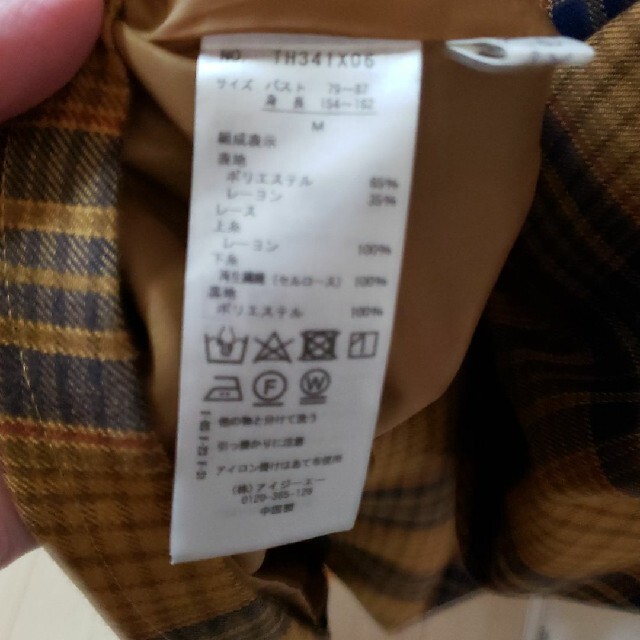 NO. TH341X06
サイズ バスト 79~87
身長 154~162
M
組成表示
表地
ポリエステル 65%
レーヨン 35%
レース
上糸
レーヨン 100%
下糸
再生繊維(セルロース) 100%
裏地
ポリエステル 100%
F W
他の物と分けて洗う
引っ掛かりに注意
アイロン掛けはあて布使用
(株)アイジーエー
0120-385-129
中国製